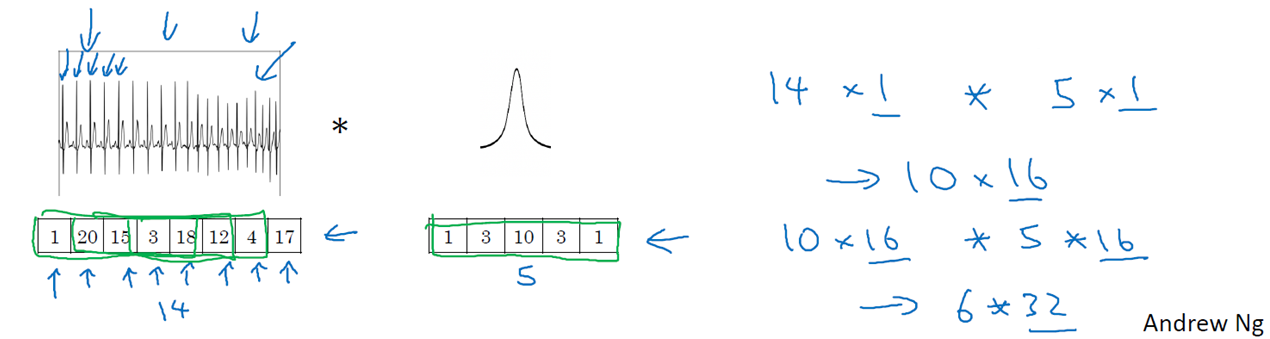 *
1 20 15 3 18 12 4 17
14
1 3 10 3 1
5
14 × 1 * 5 × 1
→ 10 × 16
10 × 16 * 5 * 16
→ 6 * 32
Andrew Ng